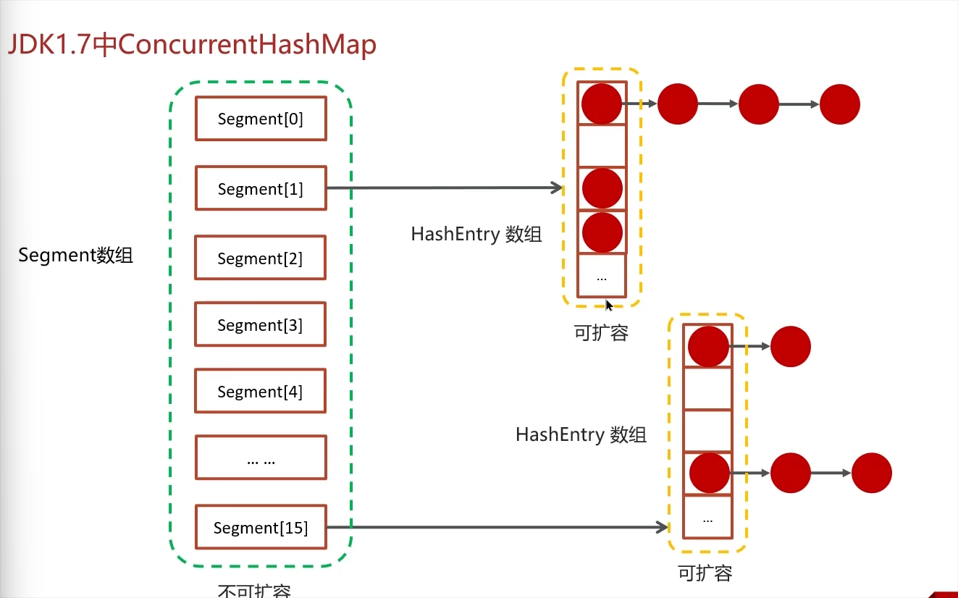 JDK1.7中ConcurrentHashMap
Segment数组
Segment[0]
Segment[1]
Segment[2]
Segment[3]
Segment[4]
... ...
Segment[15]
不可扩容
HashEntry 数组
...
可扩容
HashEntry 数组
...
可扩容